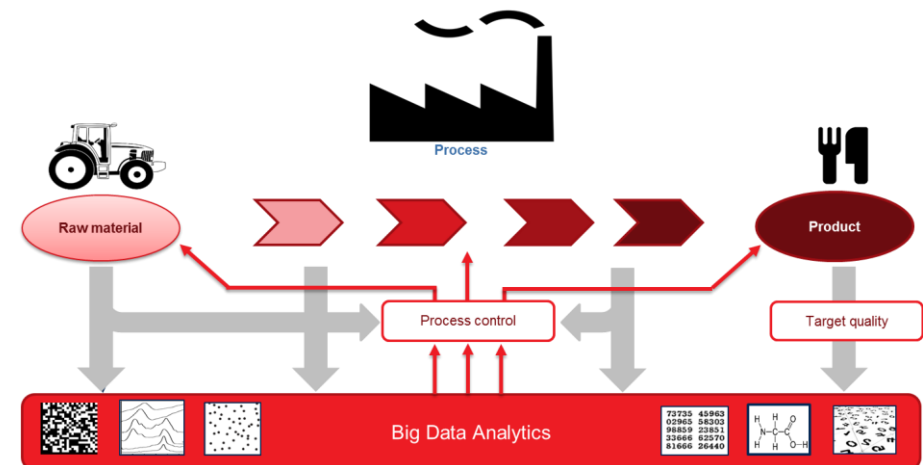 Process
Raw material
Product
Process control
Target quality
Big Data Analytics
73735 45963
02965 58303
98859 23851
33666 62570
81666 26440
H
H
O
N
C
C
H
H
O-H